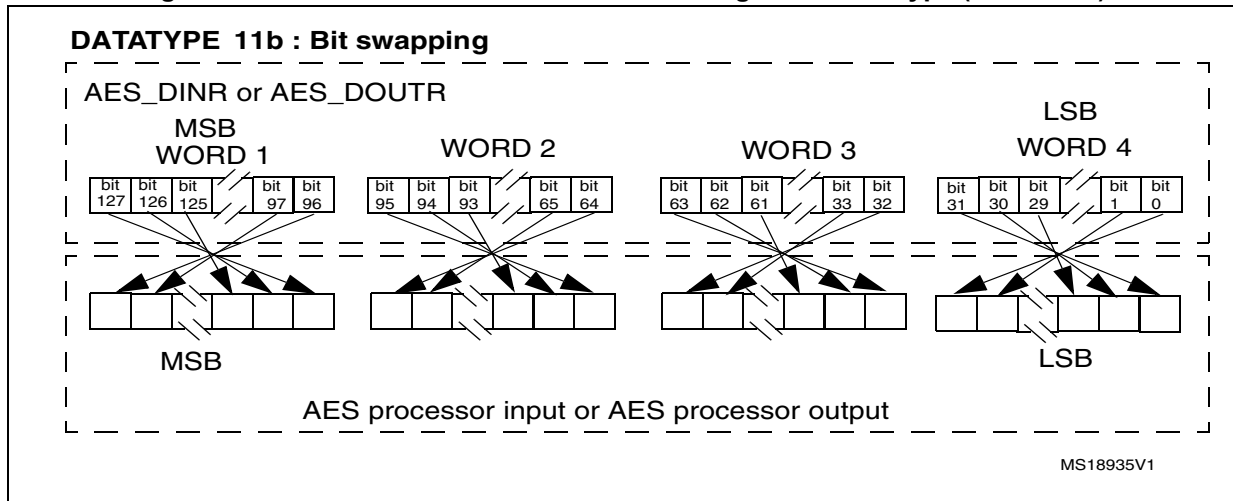 DATATYPE 11b : Bit swapping
AES_DINR or AES_DOUTR
MSB
WORD 1
WORD 2
WORD 3
LSB
WORD 4
bit 127 bit 126 bit 125 bit 97 bit 96
bit 95 bit 94 bit 93 bit 65 bit 64
bit 63 bit 62 bit 61 bit 33 bit 32
bit 31 bit 30 bit 29 bit 1 bit 0
MSB
LSB
AES processor input or AES processor output
MS18935V1